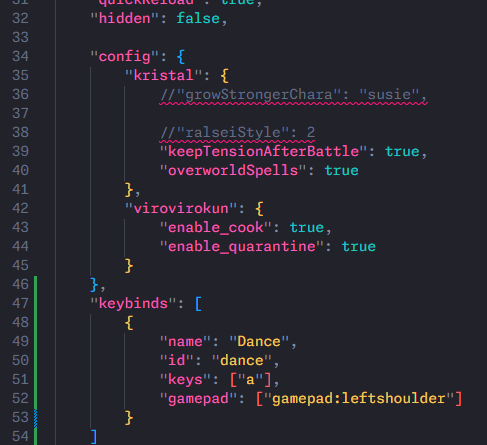 31 "quickReload": true,
32 "hidden": false,
33
34 "config": {
35 "kristal": {
36 //"growStrongerChara": "susie",
37
38 //"ralseiStyle": 2
39 "keepTensionAfterBattle": true,
40 "overworldSpells": true
41 },
42 "virovirokun": {
43 "enable_cook": true,
44 "enable_quarantine": true
45 }
46 },
47 "keybinds": [
48 {
49 "name": "Dance",
50 "id": "dance",
51 "keys": ["a"],
52 "gamepad": ["gamepad:leftshoulder"]
53 }
54 ]